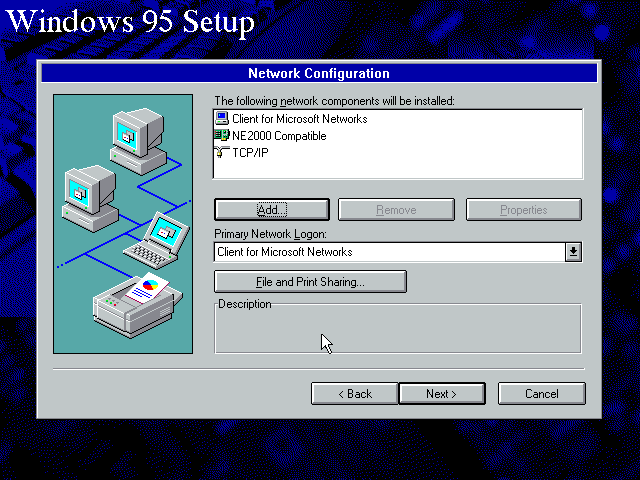 Windows 95 Setup
Network Configuration
The following network components will be installed:
Client for Microsoft Networks
NE2000 Compatible
TCP/IP
Add...
Remove
Properties
Primary Network Logon:
Client for Microsoft Networks
File and Print Sharing...
Description
< Back
Next >
Cancel